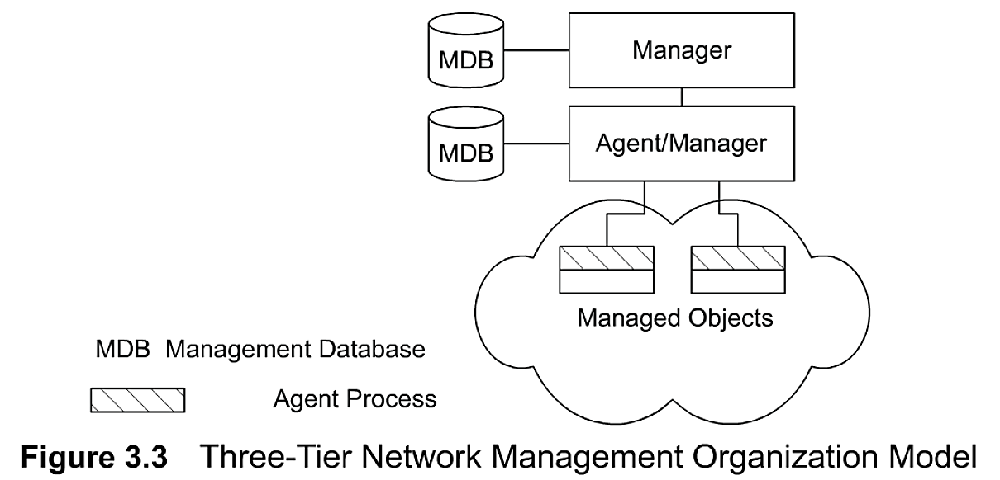 MDB
Manager
MDB
Agent/Manager
Managed Objects
MDB Management Database
Agent Process
Figure 3.3 Three-Tier Network Management Organization Model